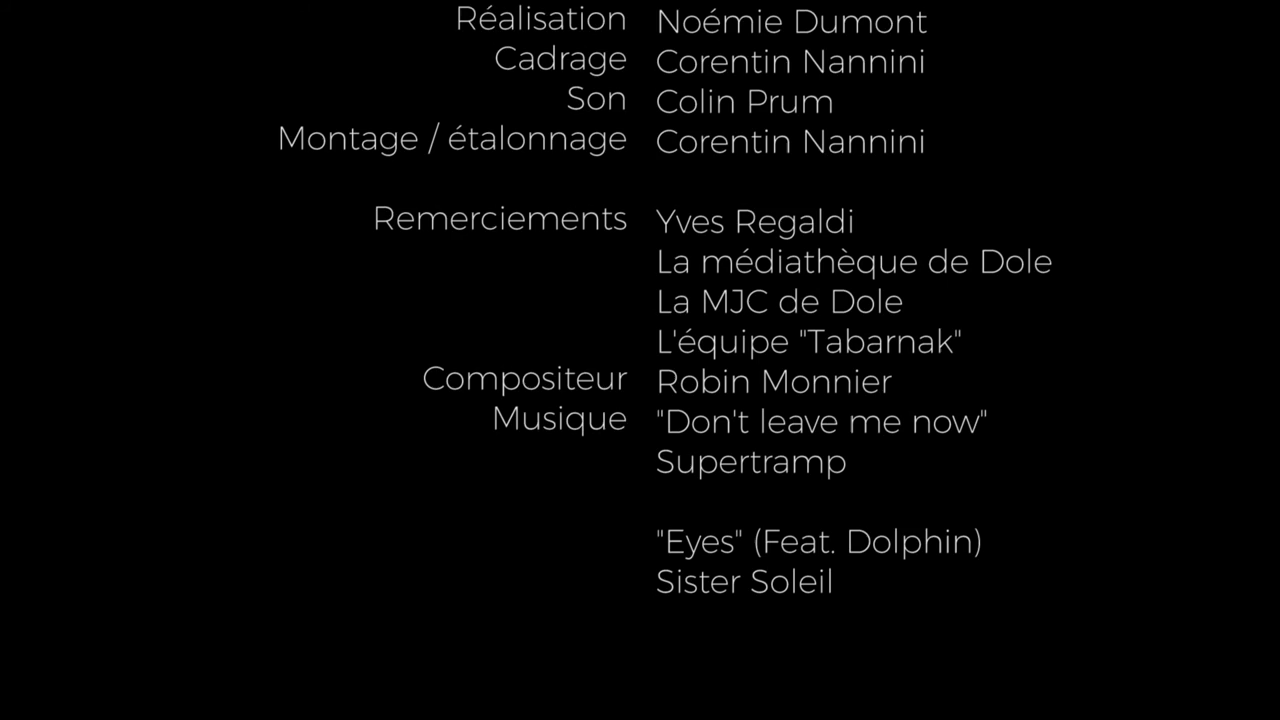 Réalisation Noémie Dumont
Cadrage Corentin Nannini
Son Colin Prum
Montage / étalonnage Corentin Nannini
Remerciements Yves Regaldi
La médiathèque de Dole
La MJC de Dole
L'équipe "Tabarnak"
Compositeur Robin Monnier
Musique "Don't leave me now"
Supertramp
"Eyes" (Feat. Dolphin)
Sister Soleil